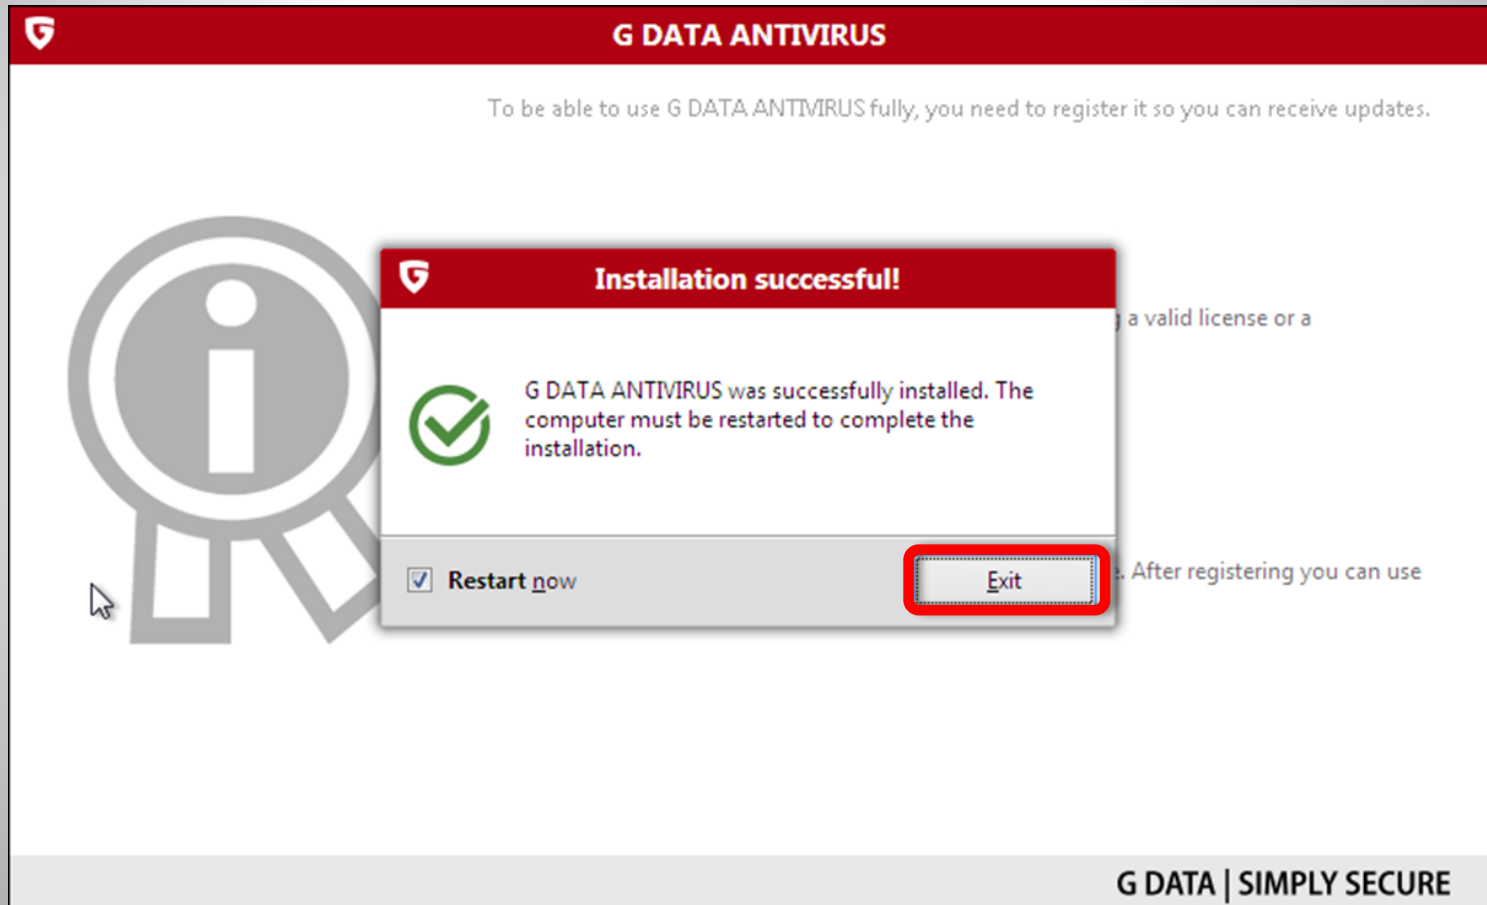 G DATA ANTIVIRUS
To be able to use G DATA ANTIVIRUS fully, you need to register it so you can receive updates.
Installation successful!
a valid license or a
G DATA ANTIVIRUS was successfully installed. The
computer must be restarted to complete the
installation.
Restart now
Exit
. After registering you can use
G DATA | SIMPLY SECURE